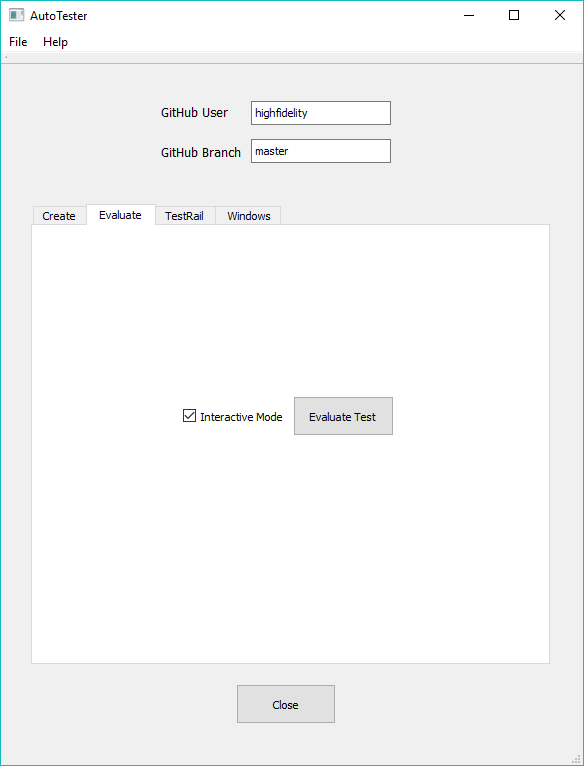 AutoTester
File Help
GitHub User highfidelity
GitHub Branch master
Create Evaluate TestRail Windows
Interactive Mode Evaluate Test
Close